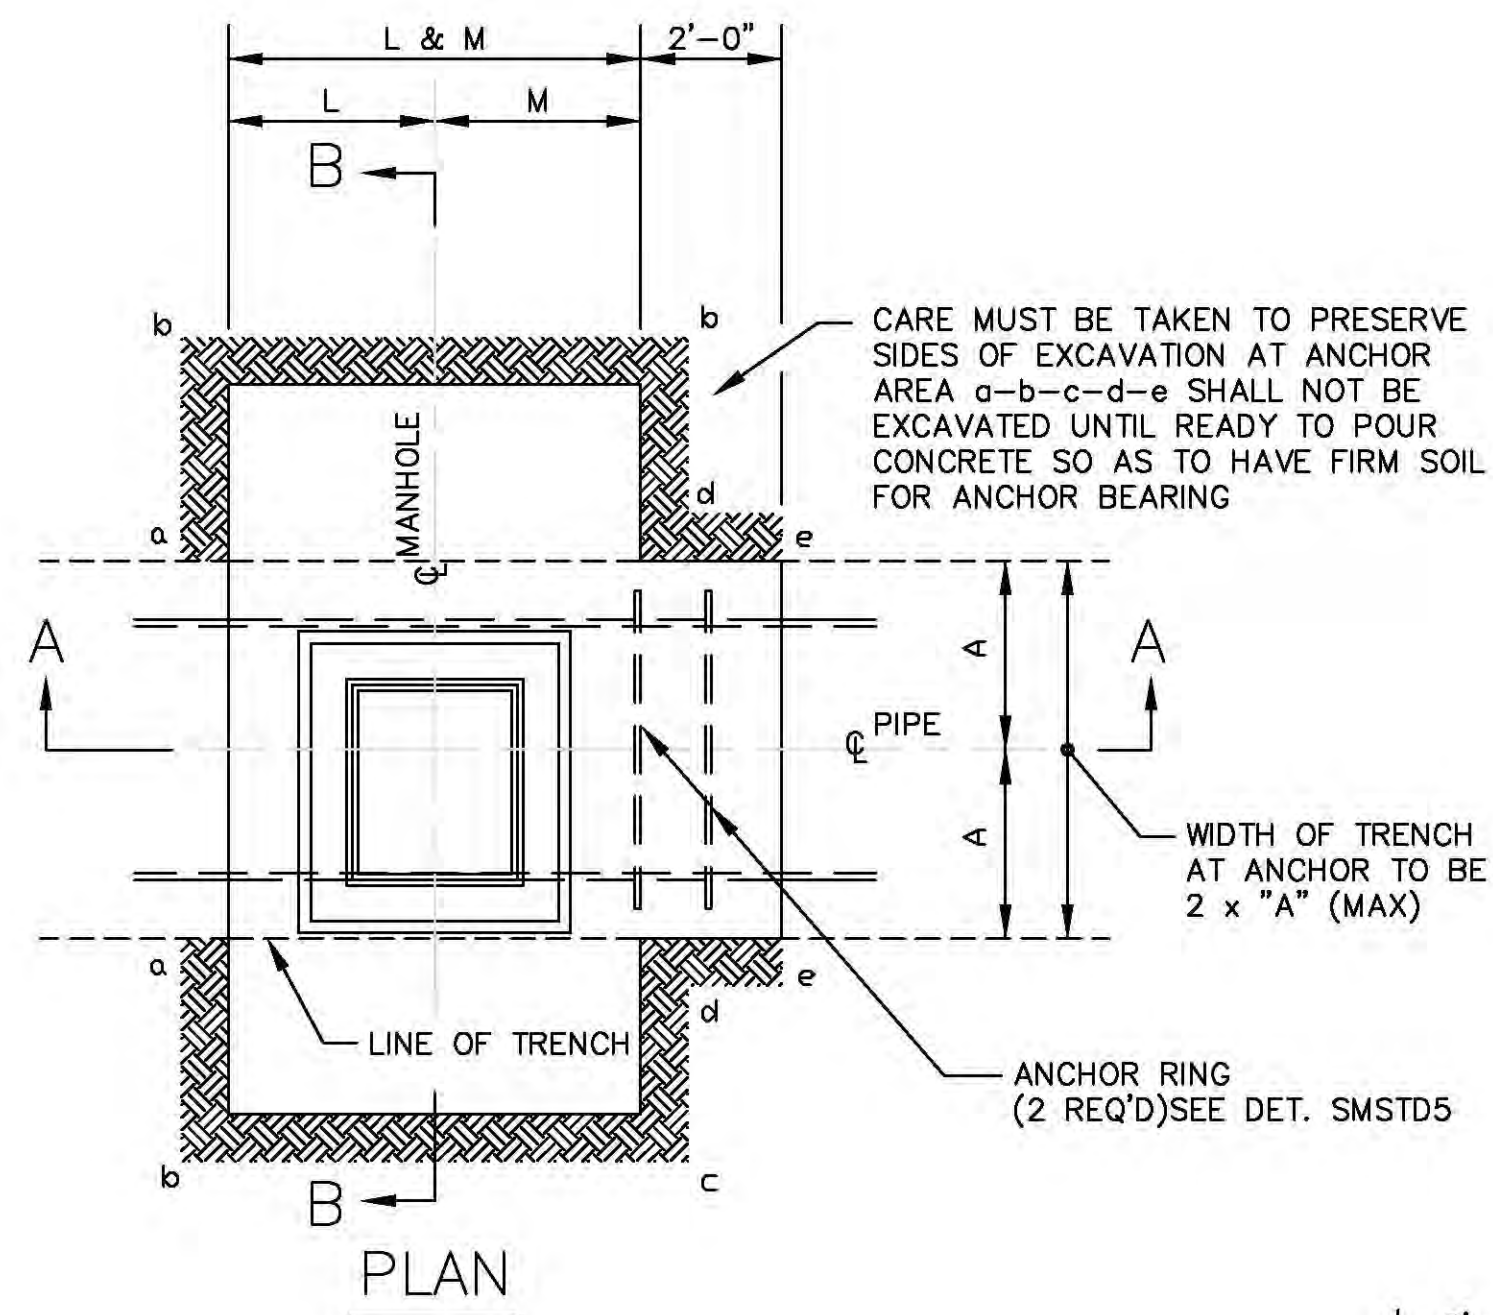 L & M
2'-0"
L
M
B
b
b
CARE MUST BE TAKEN TO PRESERVE
SIDES OF EXCAVATION AT ANCHOR
AREA a-b-c-d-e SHALL NOT BE
EXCAVATED UNTIL READY TO POUR
CONCRETE SO AS TO HAVE FIRM SOIL
FOR ANCHOR BEARING
℄ MANHOLE
d
a
e
A
A
A
℄ PIPE
A
WIDTH OF TRENCH
AT ANCHOR TO BE
2 x "A" (MAX)
a
e
d
LINE OF TRENCH
ANCHOR RING
(2 REQ'D)SEE DET. SMSTD5
b
c
B
PLAN